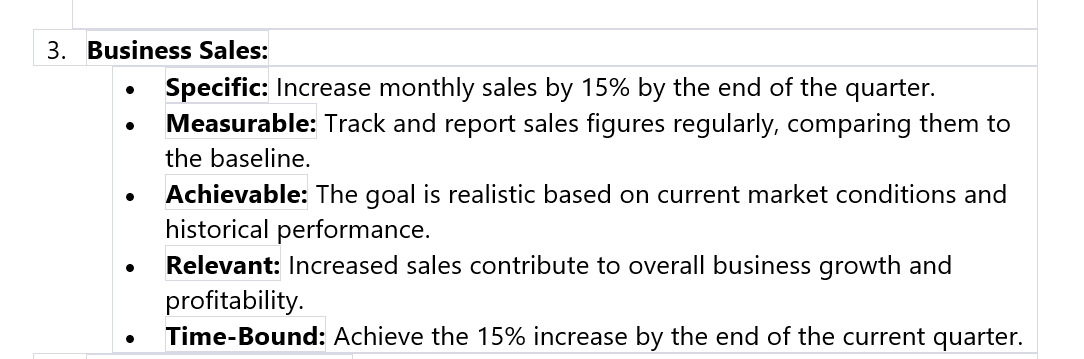 3. Business Sales:
• Specific: Increase monthly sales by 15% by the end of the quarter.
• Measurable: Track and report sales figures regularly, comparing them to
the baseline.
• Achievable: The goal is realistic based on current market conditions and
historical performance.
• Relevant: Increased sales contribute to overall business growth and
profitability.
• Time-Bound: Achieve the 15% increase by the end of the current quarter.